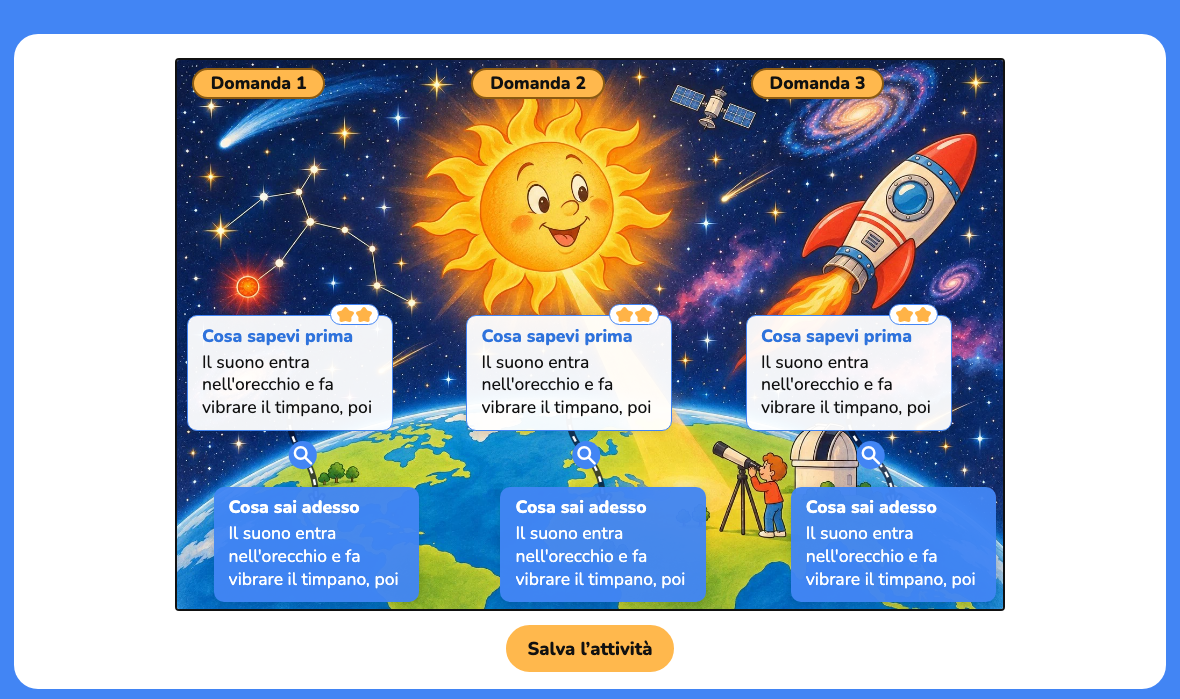 Domanda 1
Domanda 2
Domanda 3
Cosa sapevi prima
Il suono entra
nell'orecchio e fa
vibrare il timpano, poi
Cosa sapevi prima
Il suono entra
nell'orecchio e fa
vibrare il timpano, poi
Cosa sapevi prima
Il suono entra
nell'orecchio e fa
vibrare il timpano, poi
Cosa sai adesso
Il suono entra
nell'orecchio e fa
vibrare il timpano, poi
Cosa sai adesso
Il suono entra
nell'orecchio e fa
vibrare il timpano, poi
Cosa sai adesso
Il suono entra
nell'orecchio e fa
vibrare il timpano, poi
Salva l’attività